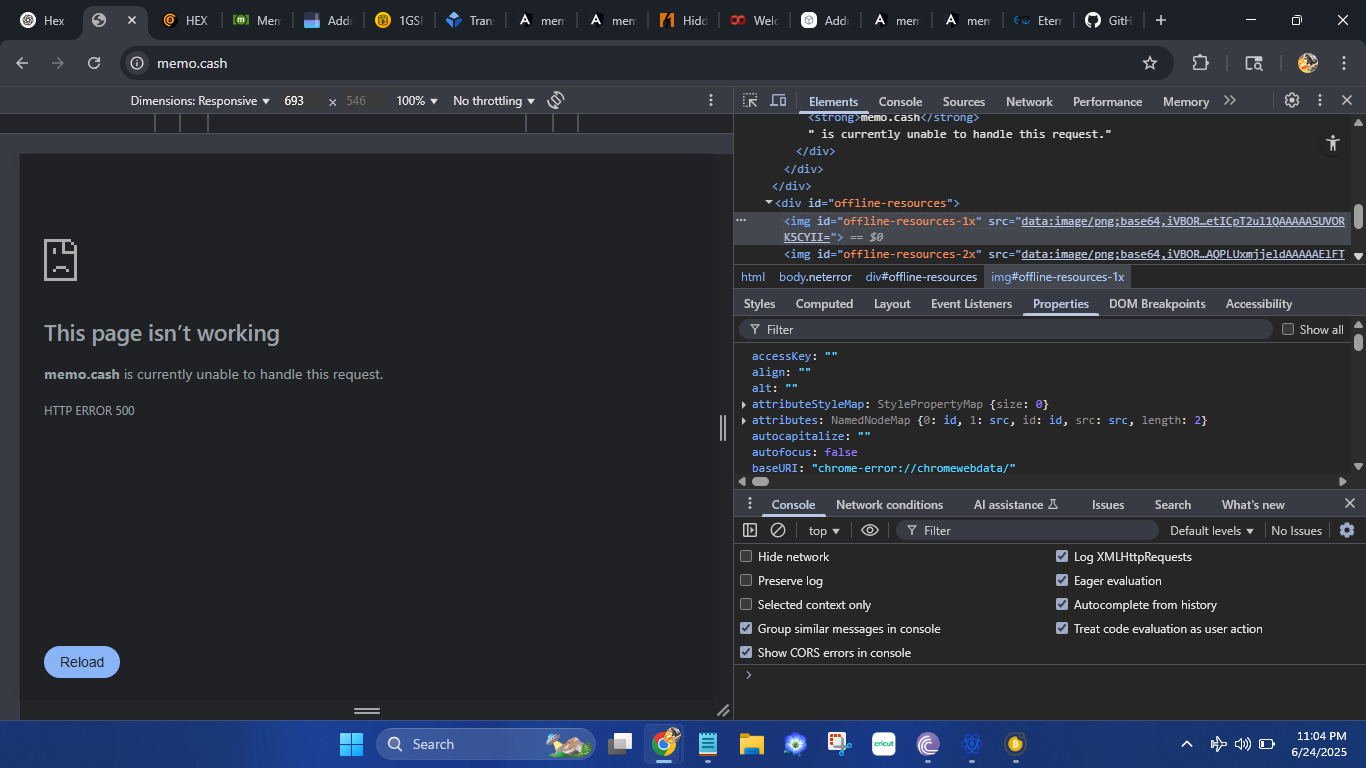 Hex
HEX
Mem
Addr
1GSM
Tran
mem
mem
Hidd
Welc
Addr
mem
mem
Eterr
GitH
memo.cash
Dimensions: Responsive 693 × 546 100% No throttling
Elements Console Sources Network Performance Memory
<strong>memo.cash</strong>
" is currently unable to handle this request."
</div>
</div>
</div>
<div id="offline-resources">
<img id="offline-resources-1x" src="data:image/png;base64,iVBOR…etICpT2ul1QAAAAASUVOR
K5CYII="> == $0
<img id="offline-resources-2x" src="data:image/png;base64,iVBOR…AQPLUxmjjeldAAAAAElFT
html body.neterror div#offline-resources img#offline-resources-1x
Styles Computed Layout Event Listeners Properties DOM Breakpoints Accessibility
Filter Show all
accessKey: ""
align: ""
alt: ""
attributeStyleMap: StylePropertyMap {size: 0}
attributes: NamedNodeMap {0: id, 1: src, id: id, src: src, length: 2}
autocapitalize: ""
autofocus: false
baseURI: "chrome-error://chromewebdata/"
Console Network conditions AI assistance Issues Search What's new
top Filter Default levels No Issues
Hide network Log XMLHttpRequests
Preserve log Eager evaluation
Selected context only Autocomplete from history
Group similar messages in console Treat code evaluation as user action
Show CORS errors in console
This page isn’t working
memo.cash is currently unable to handle this request.
HTTP ERROR 500
Reload
Search
cricut
11:04 PM
6/24/2025